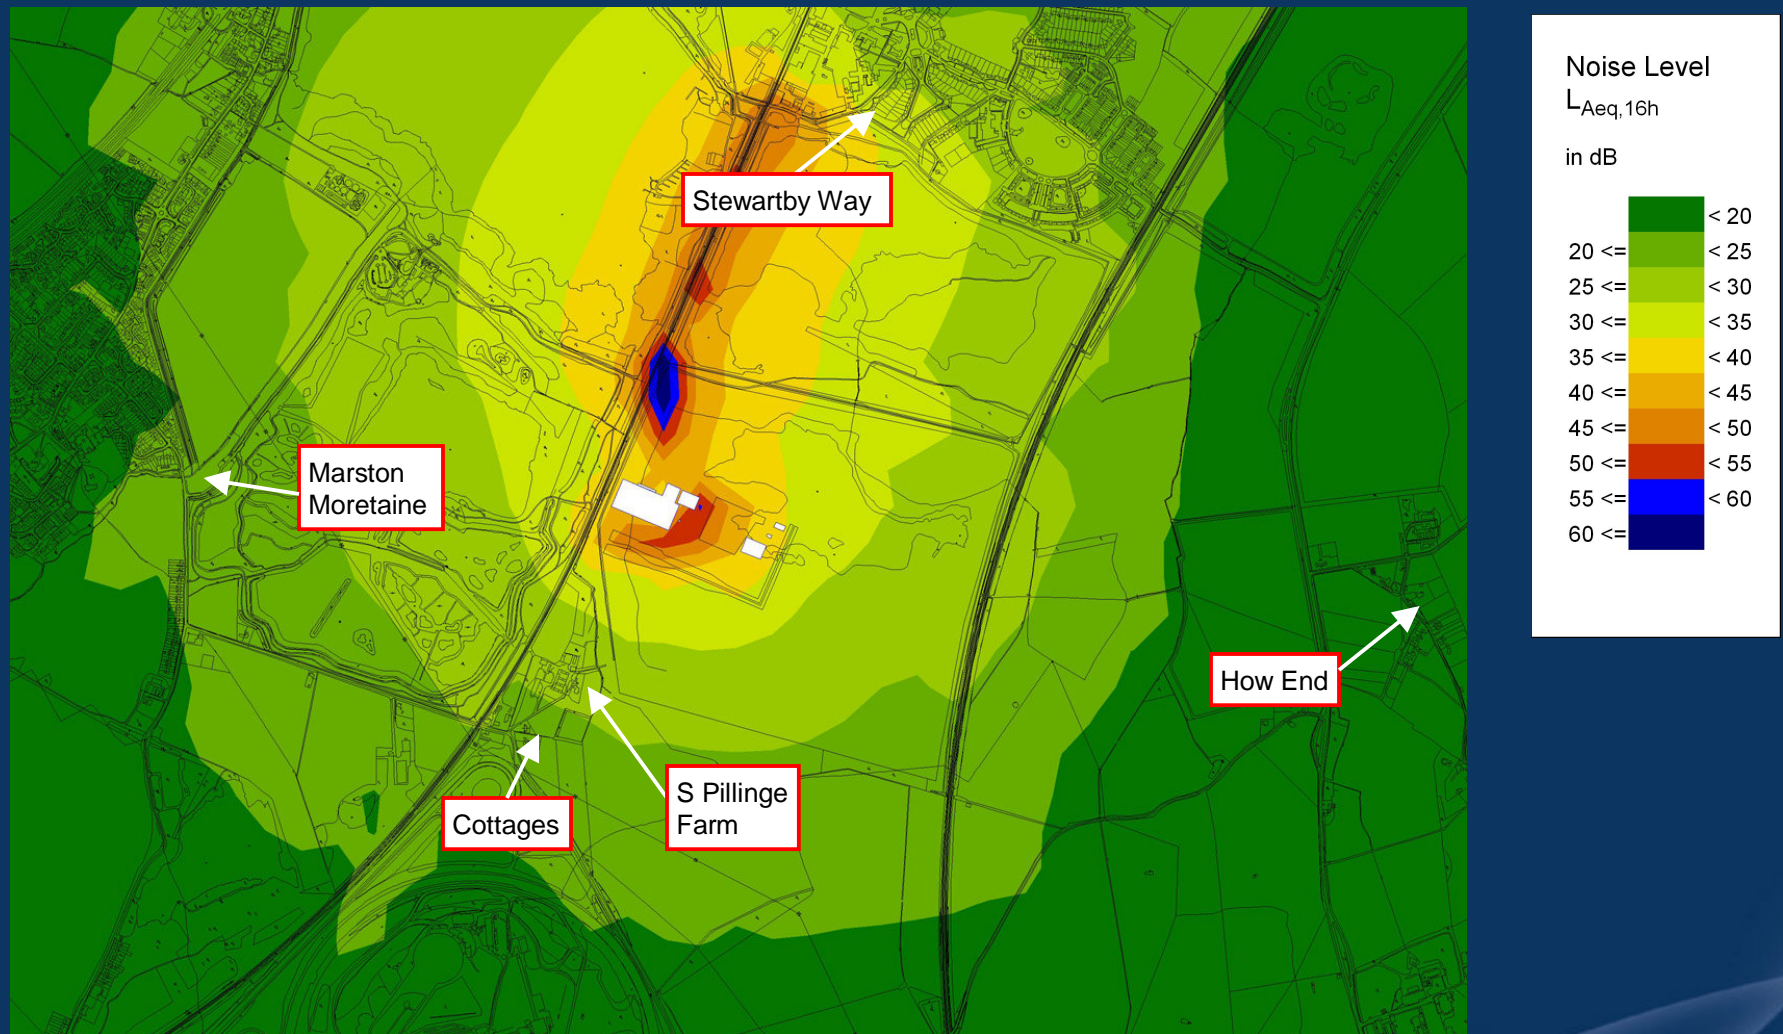 Stewartby Way
Marston
Moretaine
How End
S Pillinge
Farm
Cottages
Noise Level
LAeq,16h
in dB
< 20
20 <= < 25
25 <= < 30
30 <= < 35
35 <= < 40
40 <= < 45
45 <= < 50
50 <= < 55
55 <= < 60
60 <=